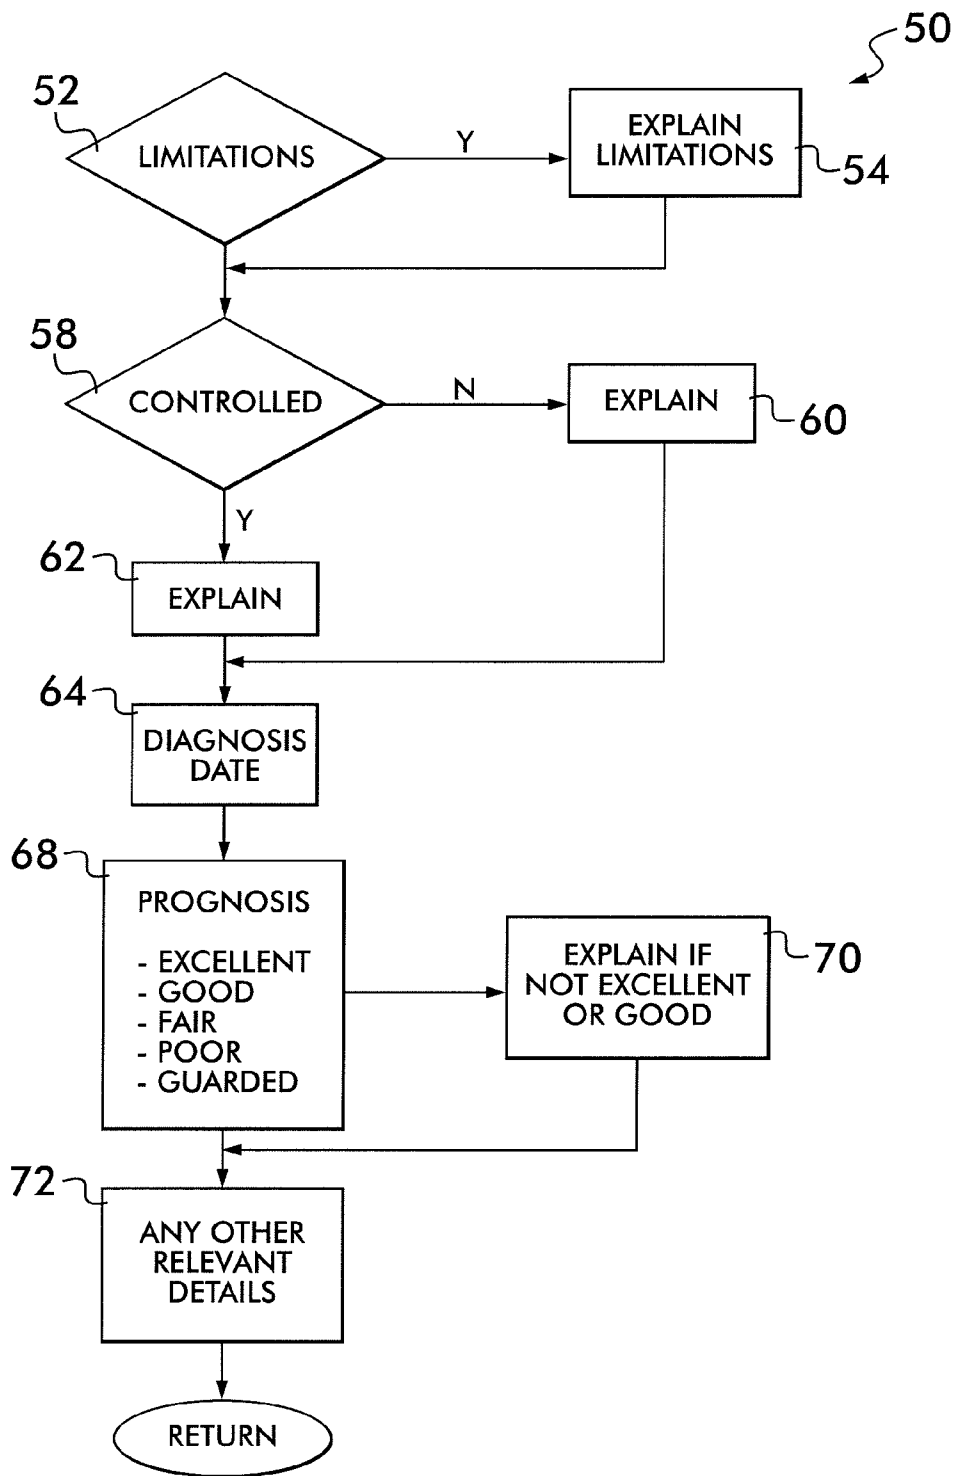 50
52
LIMITATIONS
Y
EXPLAIN
LIMITATIONS
54
58
CONTROLLED
N
EXPLAIN
60
Y
62
EXPLAIN
64
DIAGNOSIS
DATE
68
PROGNOSIS
- EXCELLENT
- GOOD
- FAIR
- POOR
- GUARDED
EXPLAIN IF
NOT EXCELLENT
OR GOOD
70
72
ANY OTHER
RELEVANT
DETAILS
RETURN